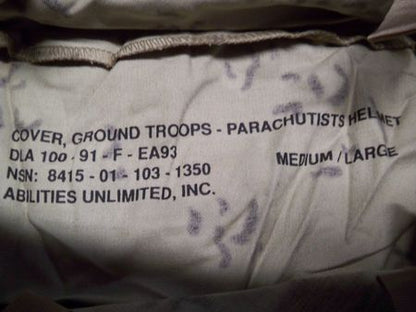 COVER, GROUND TROOPS - PARACHUTISTS HELMET
DLA 100 - 91 - F - EA93
MEDIUM / LARGE
NSN: 8415 - 01 - 103 - 1350
ABILITIES UNLIMITED, INC.